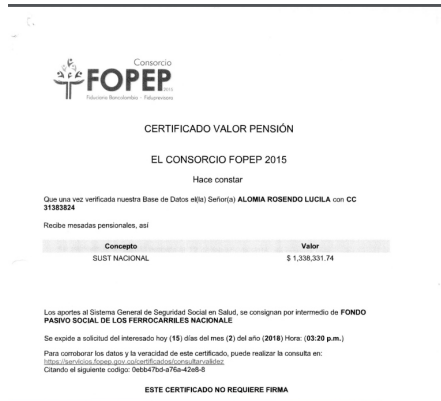 Consorcio
FOPEP
2015
Fiduciaria Bancolombia - Fiduprevisora
CERTIFICADO VALOR PENSIÓN
EL CONSORCIO FOPEP 2015
Hace constar
Que una vez verificada nuestra Base de Datos el(la) Señor(a) ALOMIA ROSENDO LUCILA con CC
31383824
Recibe mesadas pensionales, así
Concepto Valor
SUST NACIONAL $ 1,338,331.74
Los aportes al Sistema General de Seguridad Social en Salud, se consignan por intermedio de FONDO
PASIVO SOCIAL DE LOS FERROCARRILES NACIONALE
Se expide a solicitud del interesado hoy (15) días del mes (2) del año (2018) Hora: (03:20 p.m.)
Para corroborar los datos y la veracidad de este certificado, puede realizar la consulta en:
https://servicios.fopep.gov.co/certificados/consultarvalidez
Citando el siguiente codigo: 0ebb47bd-a76a-42e8-8
ESTE CERTIFICADO NO REQUIERE FIRMA